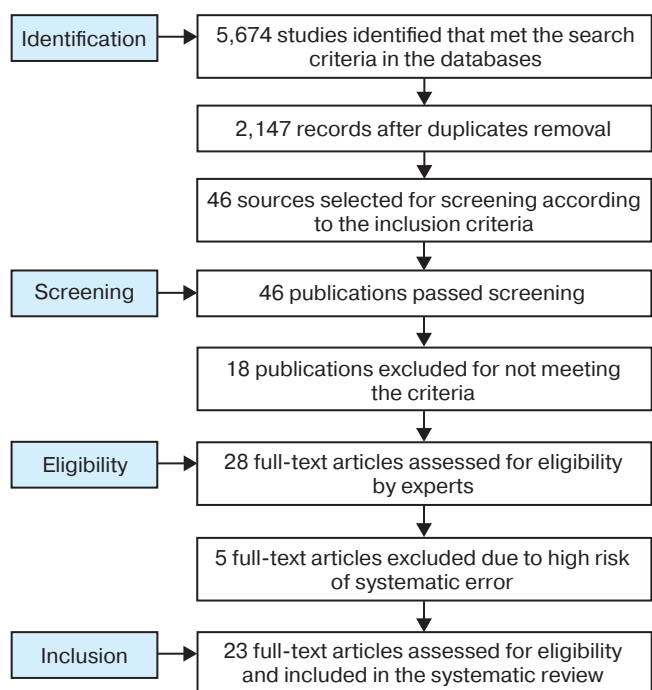 Identification
5,674 studies identified that met the search
criteria in the databases
2,147 records after duplicates removal
46 sources selected for screening according
to the inclusion criteria
Screening
46 publications passed screening
18 publications excluded for not meeting
the criteria
Eligibility
28 full-text articles assessed for eligibility
by experts
5 full-text articles excluded due to high risk
of systematic error
Inclusion
23 full-text articles assessed for eligibility
and included in the systematic review